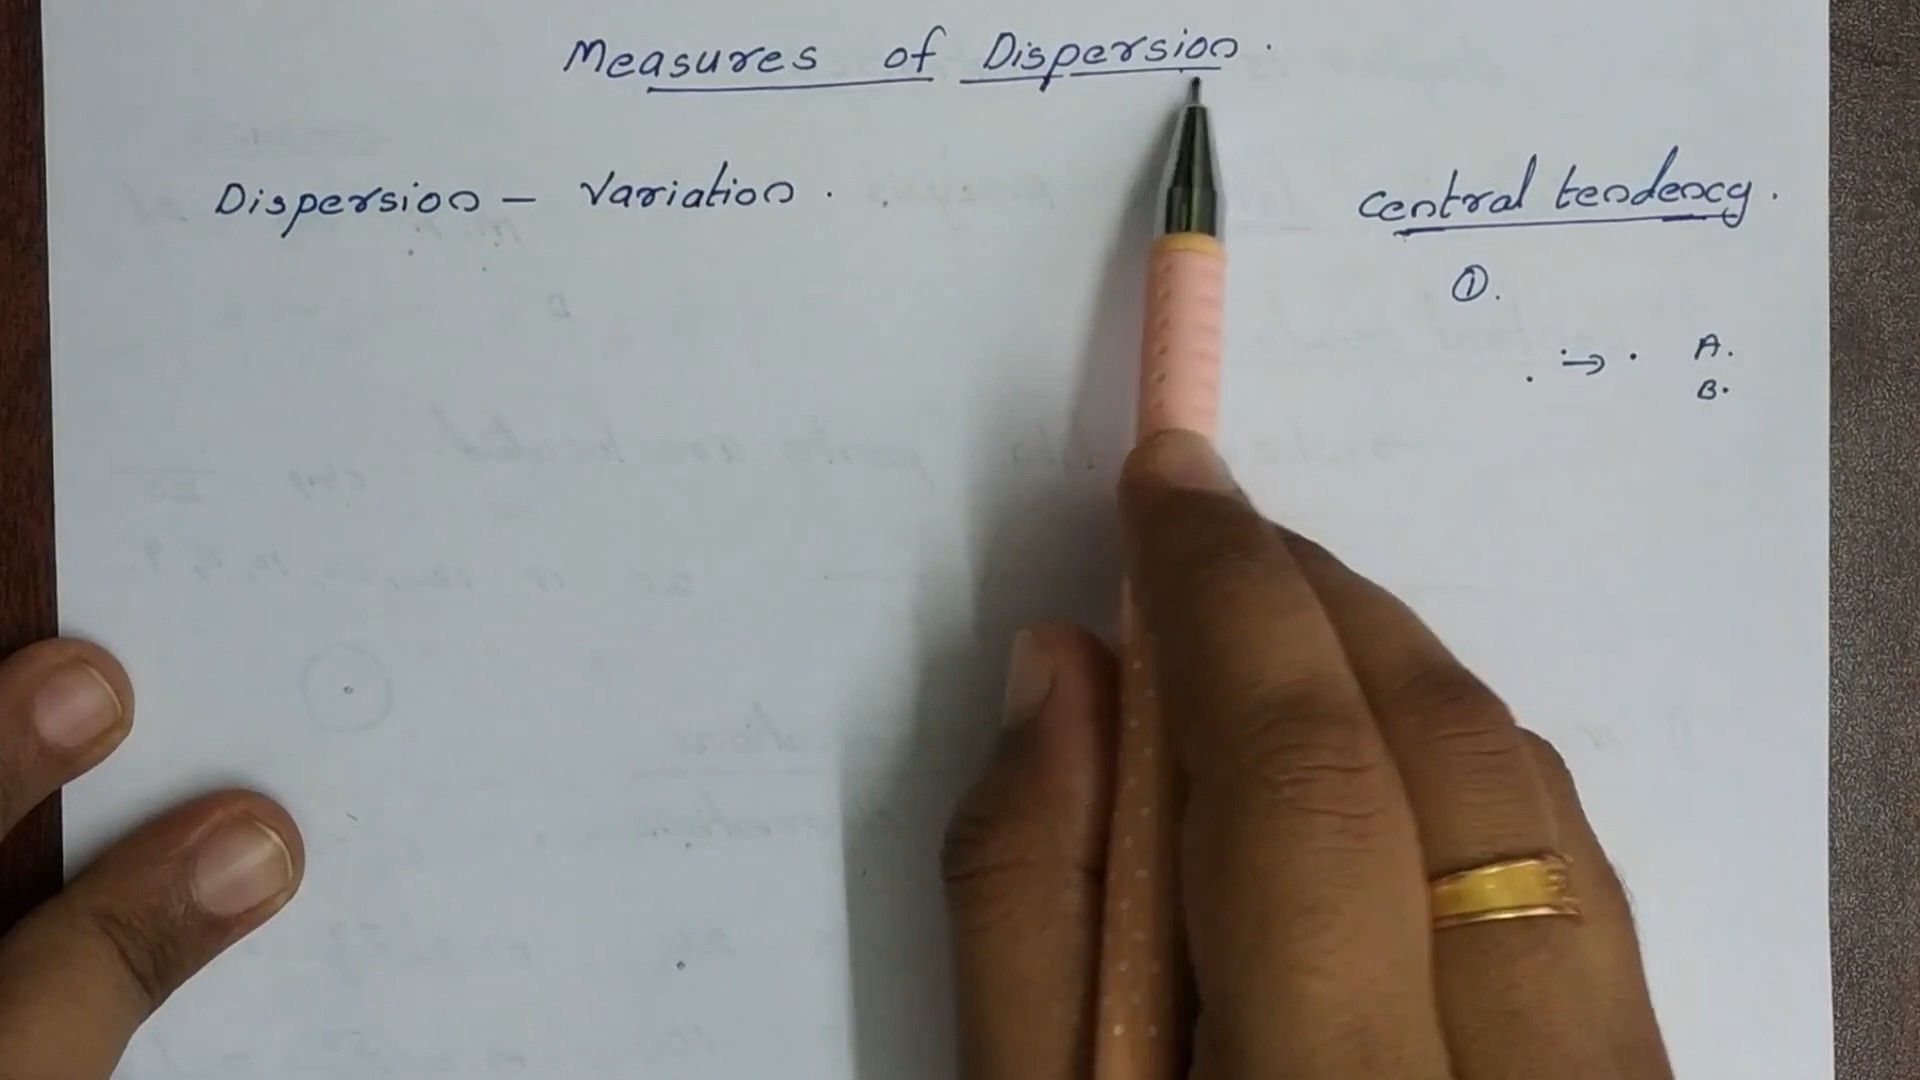 Measures of Dispersion.
Dispersion - Variation.
Central tendency.
①.
. ∸> . A.
B.